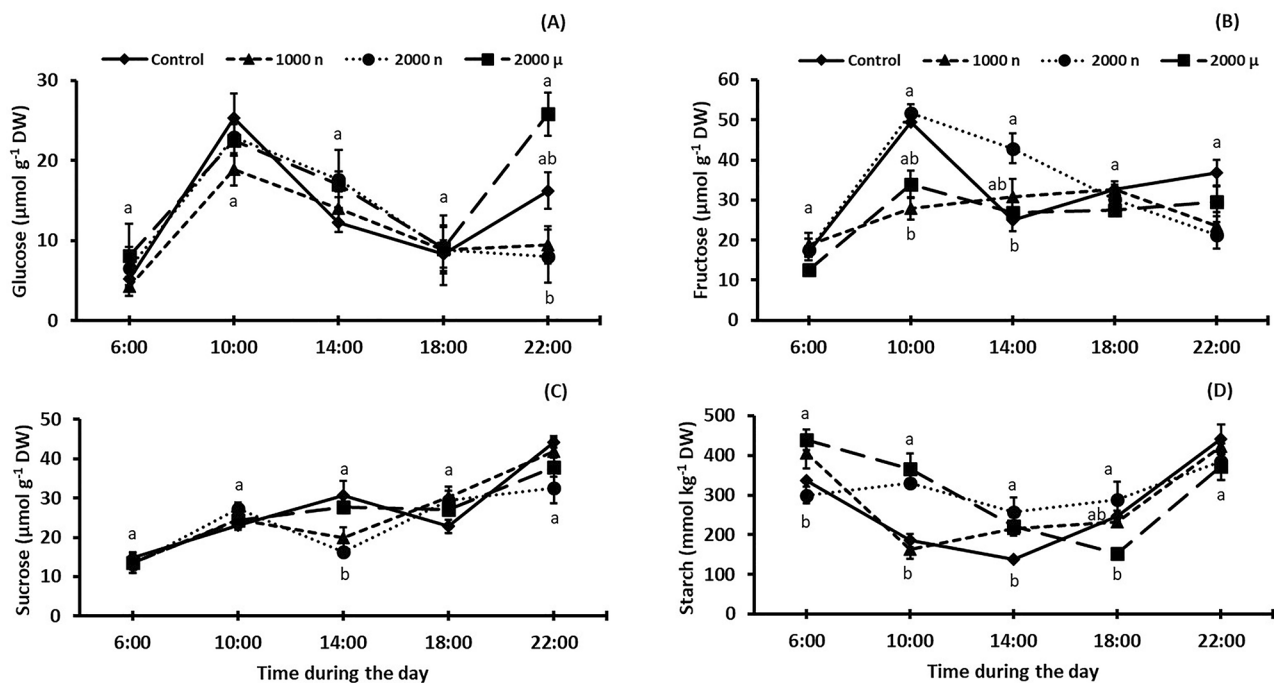 (A)
Control 1000 n 2000 n 2000 µ
Glucose (µmol g-1 DW)
30
20
10
0
a
a
a
a
a
ab
b
6:00 10:00 14:00 18:00 22:00
(B)
Control 1000 n 2000 n 2000 µ
Fructose (µmol g-1 DW)
60
50
40
30
20
10
0
a
a
ab
b
a
ab
b
a
a
6:00 10:00 14:00 18:00 22:00
(C)
Sucrose (µmol g-1 DW)
50
40
30
20
10
0
a
a
a
b
a
a
6:00 10:00 14:00 18:00 22:00
Time during the day
(D)
Starch (mmol kg-1 DW)
500
400
300
200
100
0
a
b
a
b
a
b
a
ab
b
a
6:00 10:00 14:00 18:00 22:00
Time during the day